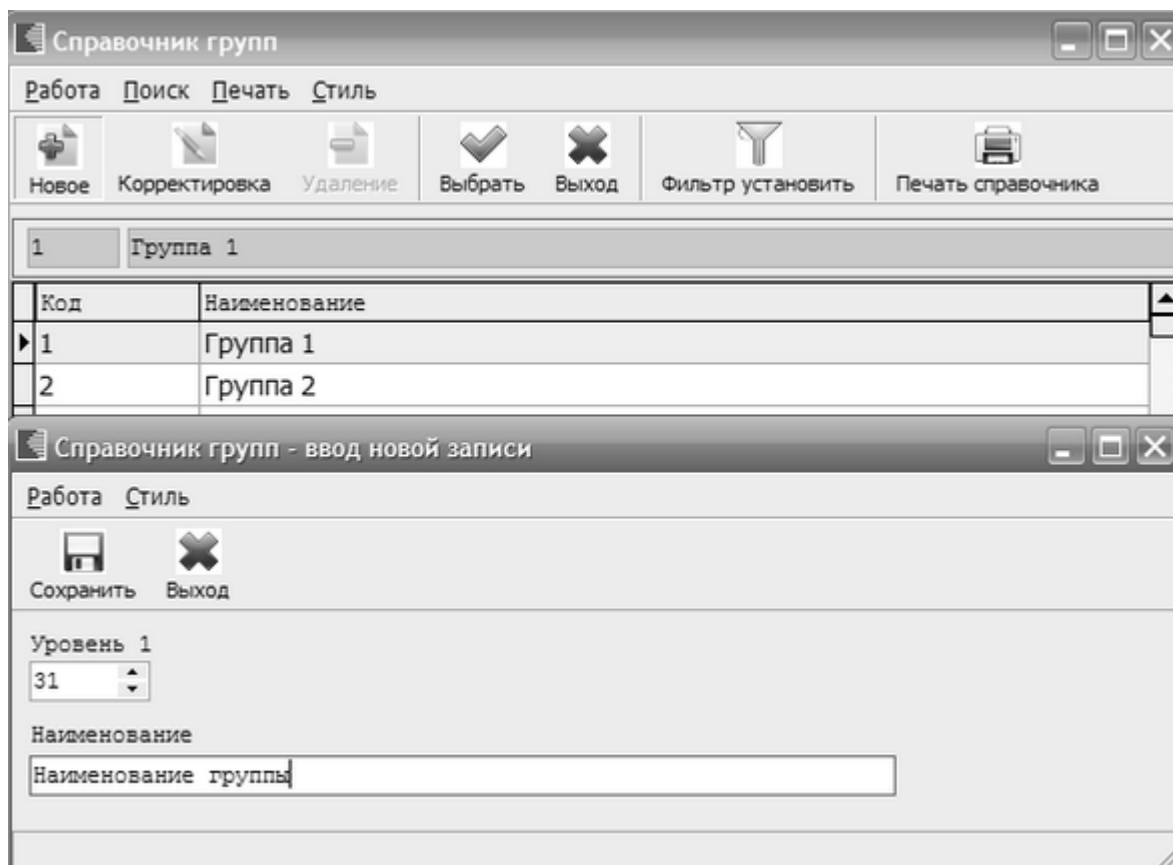 Справочник групп
Работа Поиск Печать Стиль
Новое Корректировка Удаление Выбрать Выход Фильтр установить Печать справочника
1 Группа 1
Код Наименование
1 Группа 1
2 Группа 2
Справочник групп - ввод новой записи
Работа Стиль
Сохранить Выход
Уровень 1
31
Наименование
Наименование группы